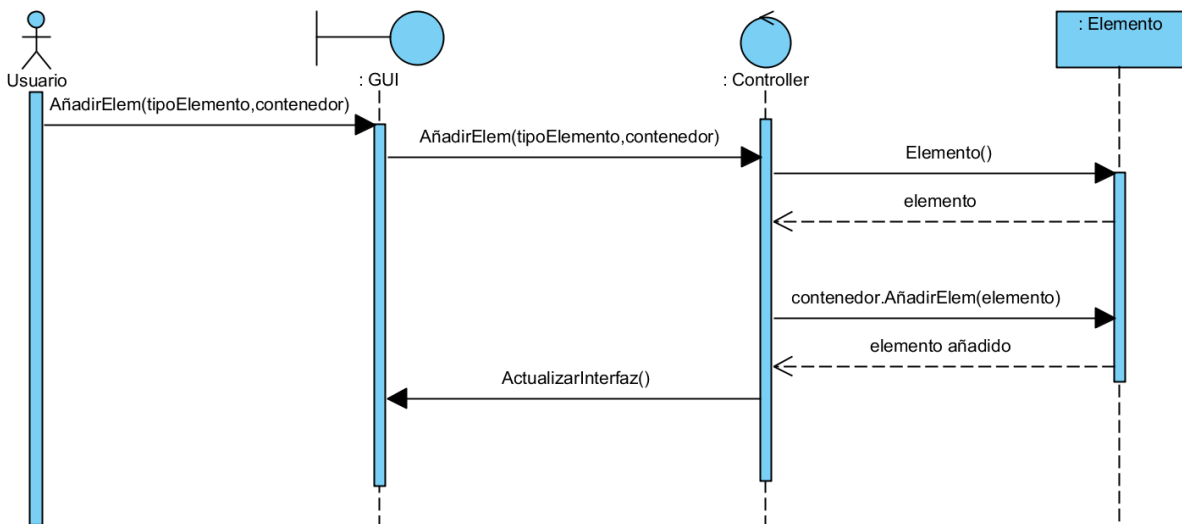 : Elemento
Usuario
: GUI
: Controller
AñadirElem(tipoElemento,contenedor)
AñadirElem(tipoElemento,contenedor)
Elemento()
elemento
contenedor.AñadirElem(elemento)
elemento añadido
ActualizarInterfaz()